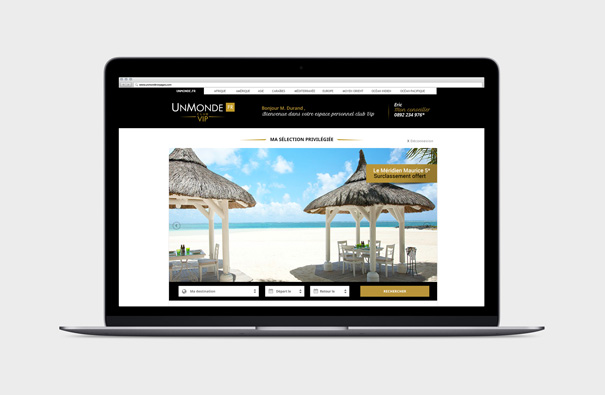 UNMONDE.FR AFRIQUE AMÉRIQUE ASIE CARAÏBES MÉDITERRANÉE EUROPE MOYEN-ORIENT OCÉAN INDIEN OCÉAN PACIFIQUE
UNMONDE FR
CLUB
VIP
Bonjour M. Durand,
Bienvenue dans votre espace personnel club Vip
Eric
Mon conseiller
0892 234 976*
MA SÉLECTION PRIVILÉGIÉE
Le Méridien Maurice 5*
Surclassement offert
Ma destination
Départ le
Retour le
RECHERCHER